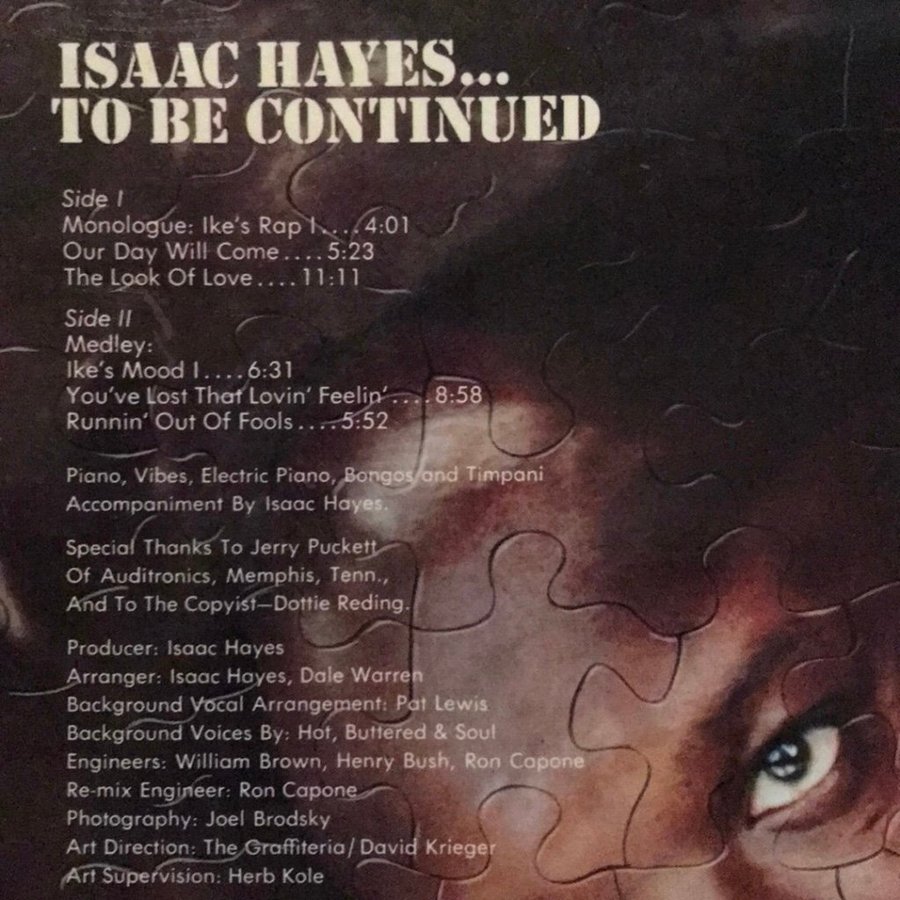 ISAAC HAYES...
TO BE CONTINUED
Side I
Monologue: Ike's Rap I....4:01
Our Day Will Come....5:23
The Look Of Love....11:11
Side II
Medley:
Ike's Mood I....6:31
You've Lost That Lovin' Feelin'....8:58
Runnin' Out Of Fools....5:52
Piano, Vibes, Electric Piano, Bongos and Timpani
Accompaniment By Isaac Hayes.
Special Thanks To Jerry Puckett
Of Auditronics, Memphis, Tenn.,
And To The Copyist—Dottie Reding.
Producer: Isaac Hayes
Arranger: Isaac Hayes, Dale Warren
Background Vocal Arrangement: Pat Lewis
Background Voices By: Hot, Buttered & Soul
Engineers: William Brown, Henry Bush, Ron Capone
Re-mix Engineer: Ron Capone
Photography: Joel Brodsky
Art Direction: The Graffiteria/David Krieger
Art Supervision: Herb Kole